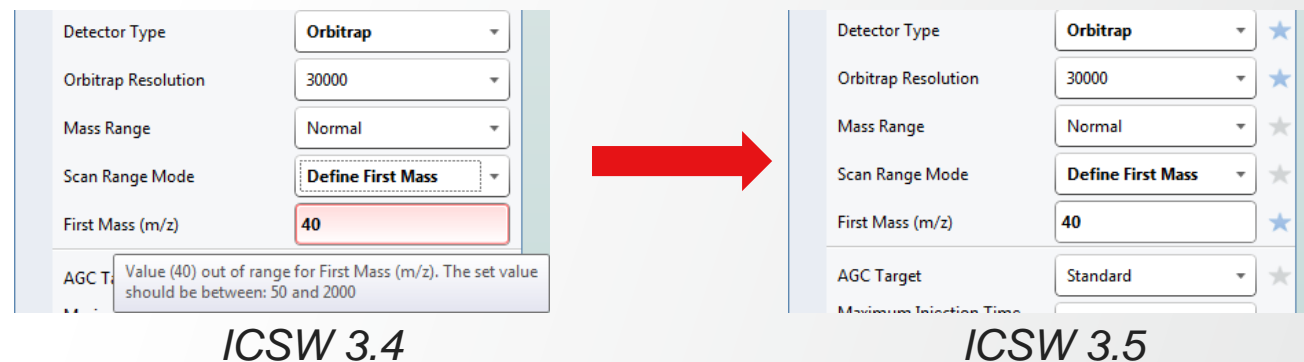 Detector Type Orbitrap
Orbitrap Resolution 30000
Mass Range Normal
Scan Range Mode Define First Mass
First Mass (m/z) 40
AGC Ta
Value (40) out of range for First Mass (m/z). The set value
should be between: 50 and 2000
ICSW 3.4
Detector Type Orbitrap
Orbitrap Resolution 30000
Mass Range Normal
Scan Range Mode Define First Mass
First Mass (m/z) 40
AGC Target Standard
Maximum Injection Time
ICSW 3.5